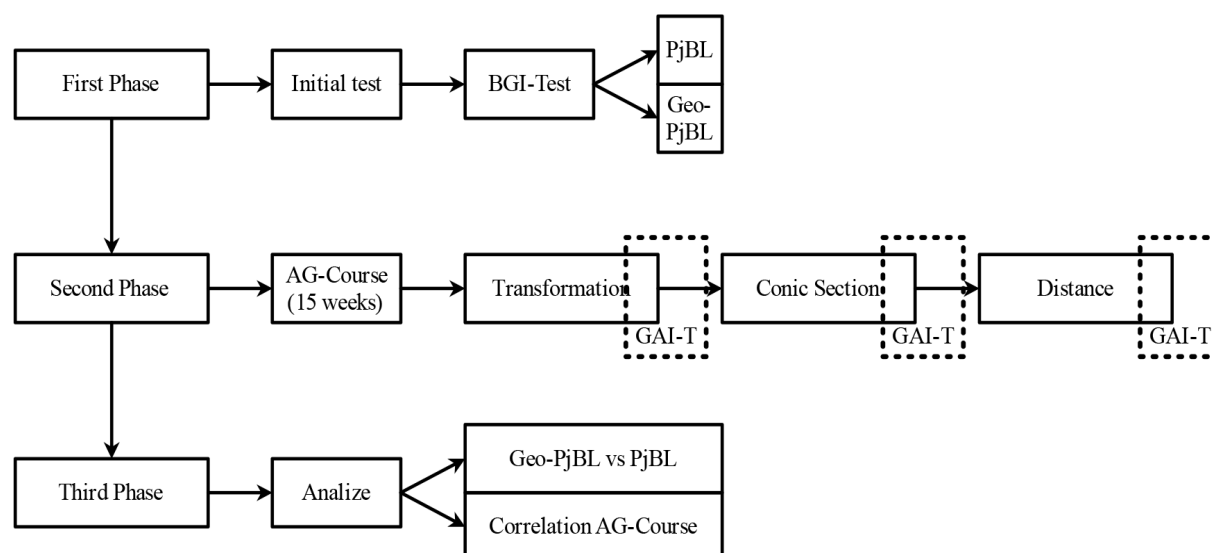 First Phase
Initial test
BGI-Test
PjBL
Geo-
PjBL
Second Phase
AG-Course
(15 weeks)
Transformation
GAI-T
Conic Section
GAI-T
Distance
GAI-T
Third Phase
Analize
Geo-PjBL vs PjBL
Correlation AG-Course